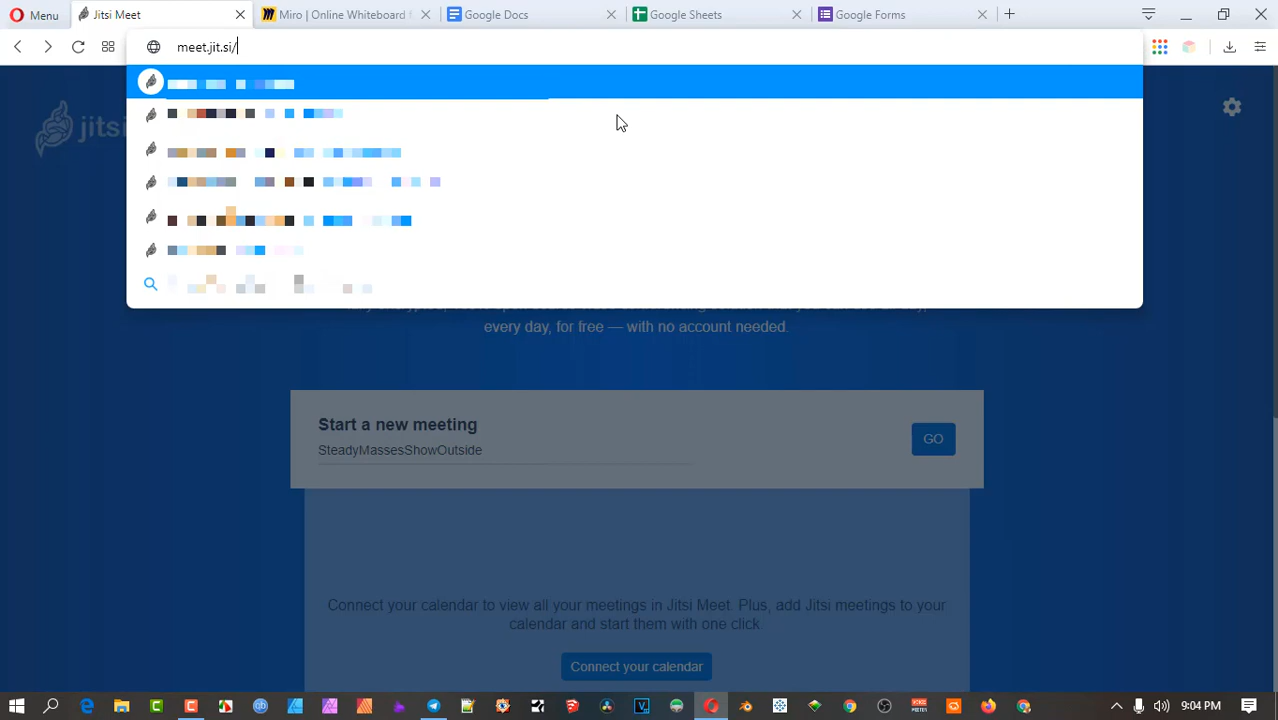 Menu
Jitsi Meet
Miro | Online Whiteboard f
Google Docs
Google Sheets
Google Forms
meet.jit.si/
jitsi
every day, for free — with no account needed.
Start a new meeting
SteadyMassesShowOutside
GO
Connect your calendar to view all your meetings in Jitsi Meet. Plus, add Jitsi meetings to your
calendar and start them with one click.
Connect your calendar
9:04 PM